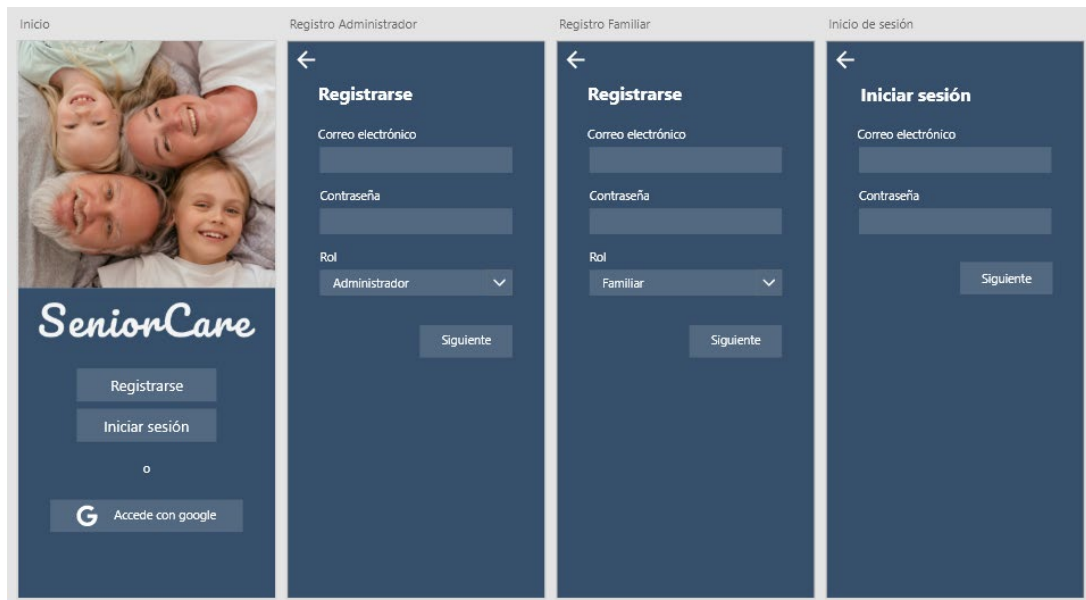 Inicio
SeniorCare
Registrarse
Iniciar sesión
o
G Accede con google
Registro Administrador
Registrarse
Correo electrónico
Contraseña
Rol
Administrador
Siguiente
Registro Familiar
Registrarse
Correo electrónico
Contraseña
Rol
Familiar
Siguiente
Inicio de sesión
Iniciar sesión
Correo electrónico
Contraseña
Siguiente